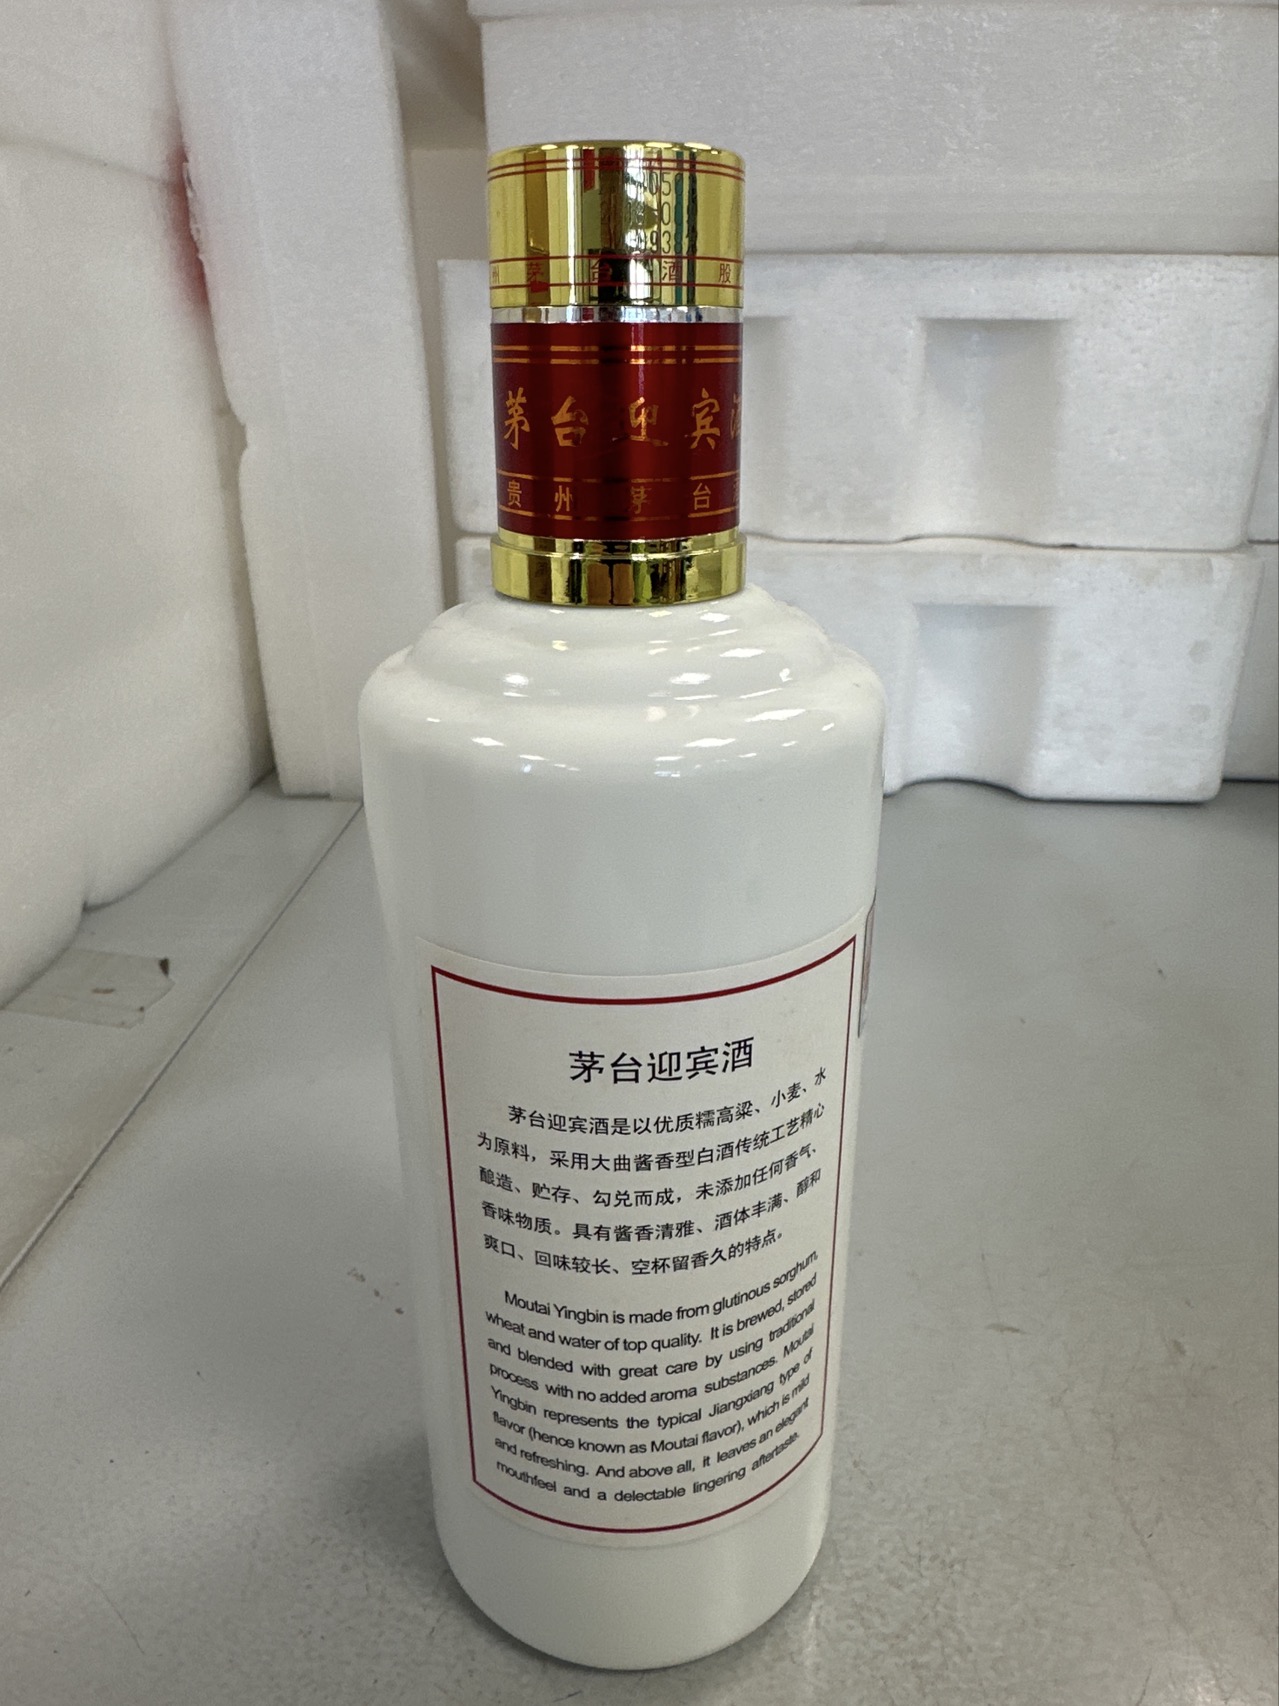 州 茅 台 酒 股
茅台迎宾
贵 州 茅 台
茅台迎宾酒
茅台迎宾酒是以优质糯高粱、小麦、水
为原料，采用大曲酱香型白酒传统工艺精心
酿造、贮存、勾兑而成，未添加任何香气、
香味物质。具有酱香清雅、酒体丰满、醇和
爽口、回味较长、空杯留香久的特点。
Moutai Yingbin is made from glutinous sorghum,
wheat and water of top quality. It is brewed, stored
and blended with great care by using traditional
process with no added aroma substances. Moutai
Yingbin represents the typical Jiangxiang type of
flavor (hence known as Moutai flavor), which is mild
and refreshing. And above all, it leaves an elegant
mouthfeel and a delectable lingering aftertaste.